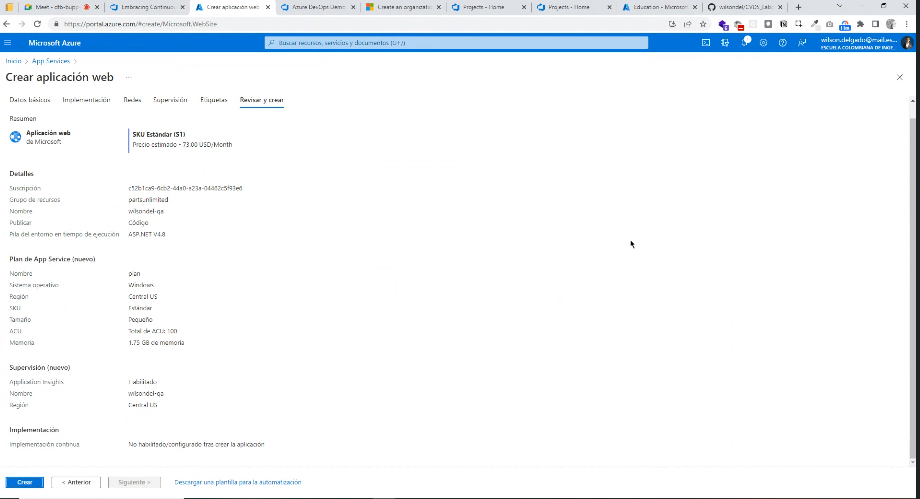 Meet - dtb-bupp
Embracing Continuo
Crear aplicación web
Azure DevOps Demo
Create an organizatio
Projects - Home
Projects - Home
Education - Microsoft
wilsondel/CVDS_Lab
https://portal.azure.com/#create/Microsoft.WebSite
Microsoft Azure
Buscar recursos, servicios y documentos (G+/)
wilson.delgado@mail.es...
ESCUELA COLOMBIANA DE INGE...
Inicio > App Services >
Crear aplicación web ...
Datos básicos Implementación Redes Supervisión Etiquetas Revisar y crear
Resumen
Aplicación web
de Microsoft
SKU Estándar (S1)
Precio estimado - 73.00 USD/Month
Detalles
Suscripción
Grupo de recursos partsunlimited
Nombre wilsondel-qa
Publicar Código
Pila del entorno en tiempo de ejecución ASP.NET V4.8
Plan de App Service (nuevo)
Nombre plan
Sistema operativo Windows
Región Central US
SKU Estándar
Tamaño Pequeño
ACU Total de ACU: 100
Memoria 1.75 GB de memoria
Supervisión (nuevo)
Application Insights Habilitado
Nombre wilsondel-qa
Región Central US
Implementación
Implementación continua No habilitado/configurado tras crear la aplicación
Crear
< Anterior
Siguiente >
Descargar una plantilla para la automatización